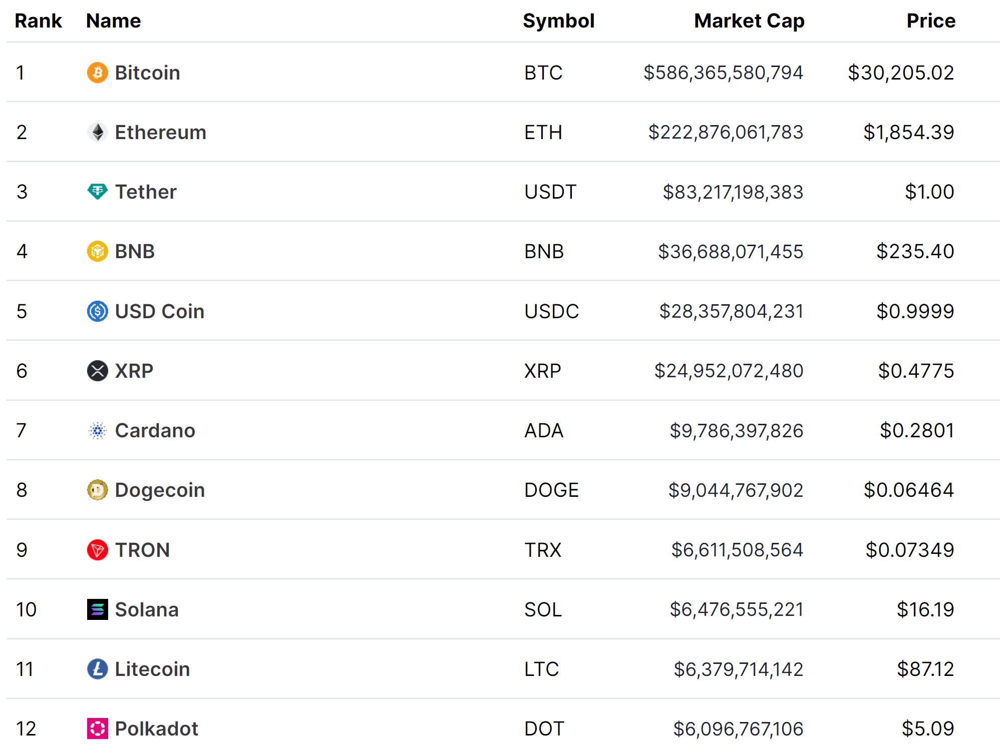 Rank Name Symbol Market Cap Price
1 Bitcoin BTC $586,365,580,794 $30,205.02
2 Ethereum ETH $222,876,061,783 $1,854.39
3 Tether USDT $83,217,198,383 $1.00
4 BNB BNB $36,688,071,455 $235.40
5 USD Coin USDC $28,357,804,231 $0.9999
6 XRP XRP $24,952,072,480 $0.4775
7 Cardano ADA $9,786,397,826 $0.2801
8 Dogecoin DOGE $9,044,767,902 $0.06464
9 TRON TRX $6,611,508,564 $0.07349
10 Solana SOL $6,476,555,221 $16.19
11 Litecoin LTC $6,379,714,142 $87.12
12 Polkadot DOT $6,096,767,106 $5.09